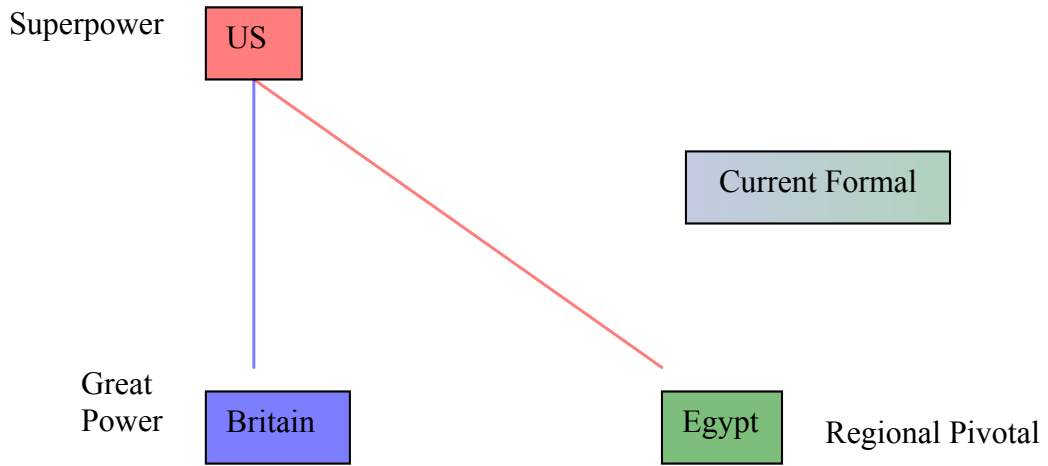 Superpower
US
Current Formal
Great
Power
Britain
Egypt
Regional Pivotal